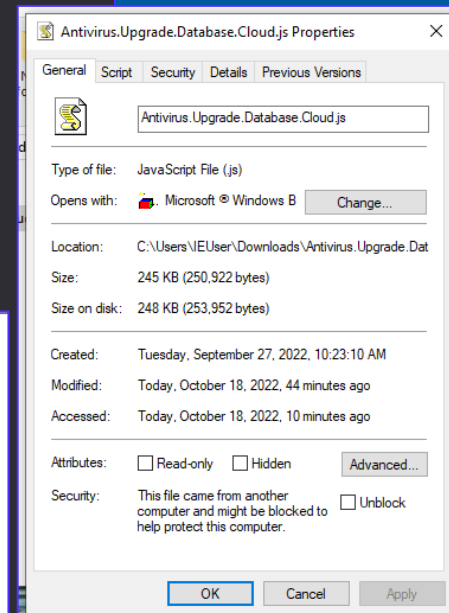 Antivirus.Upgrade.Database.Cloud.js Properties
General Script Security Details Previous Versions
Antivirus.Upgrade.Database.Cloud.js
Type of file: JavaScript File (.js)
Opens with: Microsoft ® Windows B Change...
Location: C:\Users\IEUser\Downloads\Antivirus.Upgrade.Dat
Size: 245 KB (250,922 bytes)
Size on disk: 248 KB (253,952 bytes)
Created: Tuesday, September 27, 2022, 10:23:10 AM
Modified: Today, October 18, 2022, 44 minutes ago
Accessed: Today, October 18, 2022, 10 minutes ago
Attributes: Read-only Hidden Advanced...
Security: This file came from another
computer and might be blocked to Unblock
help protect this computer.
OK Cancel Apply